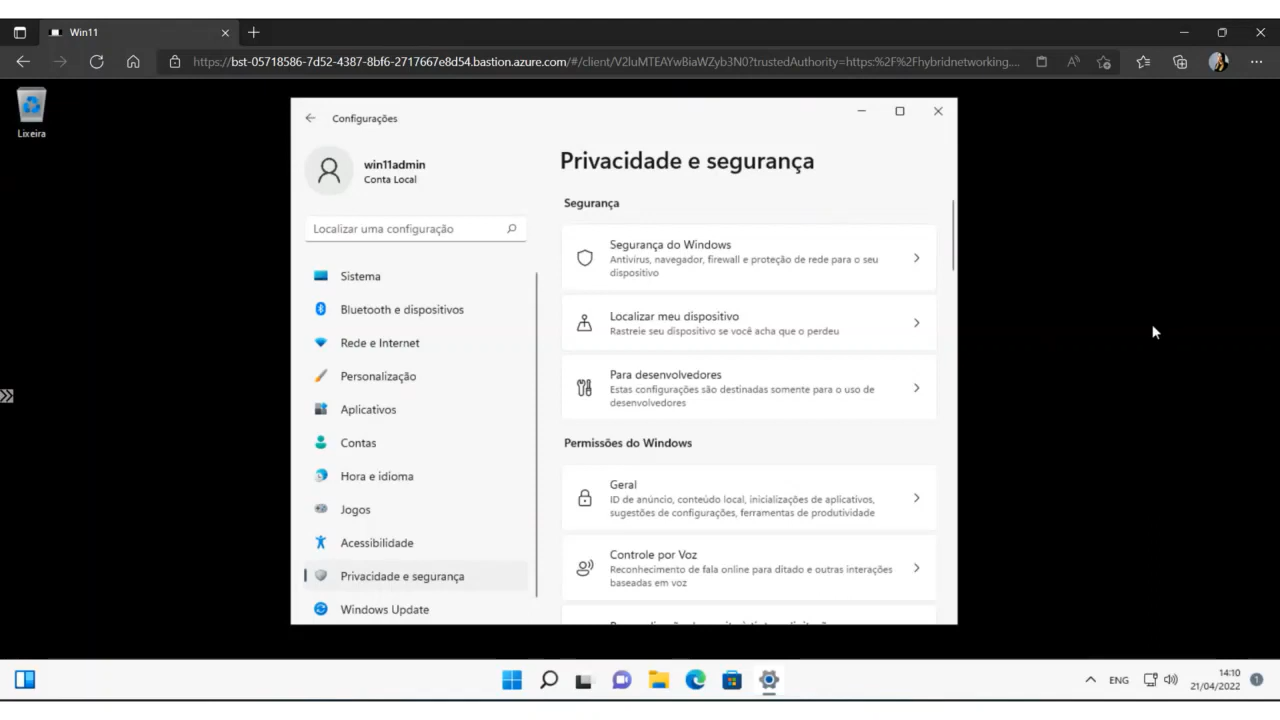 Win11
https://bst-05718586-7d52-4387-8bf6-2717667e8d54.bastion.azure.com/#/client/V2luMTEAYwBiaWZyb3N0?trustedAuthority=https:%2F%2Fhybridnetworking....
Lixeira
Configurações
win11admin
Conta Local
Localizar uma configuração
Sistema
Bluetooth e dispositivos
Rede e Internet
Personalização
Aplicativos
Contas
Hora e idioma
Jogos
Acessibilidade
Privacidade e segurança
Windows Update
Privacidade e segurança
Segurança
Segurança do Windows
Antivírus, navegador, firewall e proteção de rede para o seu
dispositivo
Localizar meu dispositivo
Rastreie seu dispositivo se você acha que o perdeu
Para desenvolvedores
Estas configurações são destinadas somente para o uso de
desenvolvedores
Permissões do Windows
Geral
ID de anúncio, conteúdo local, inicializações de aplicativos,
sugestões de configurações, ferramentas de produtividade
Controle por Voz
Reconhecimento de fala online para ditado e outras interações
baseadas em voz
ENG
14:10
21/04/2022
1